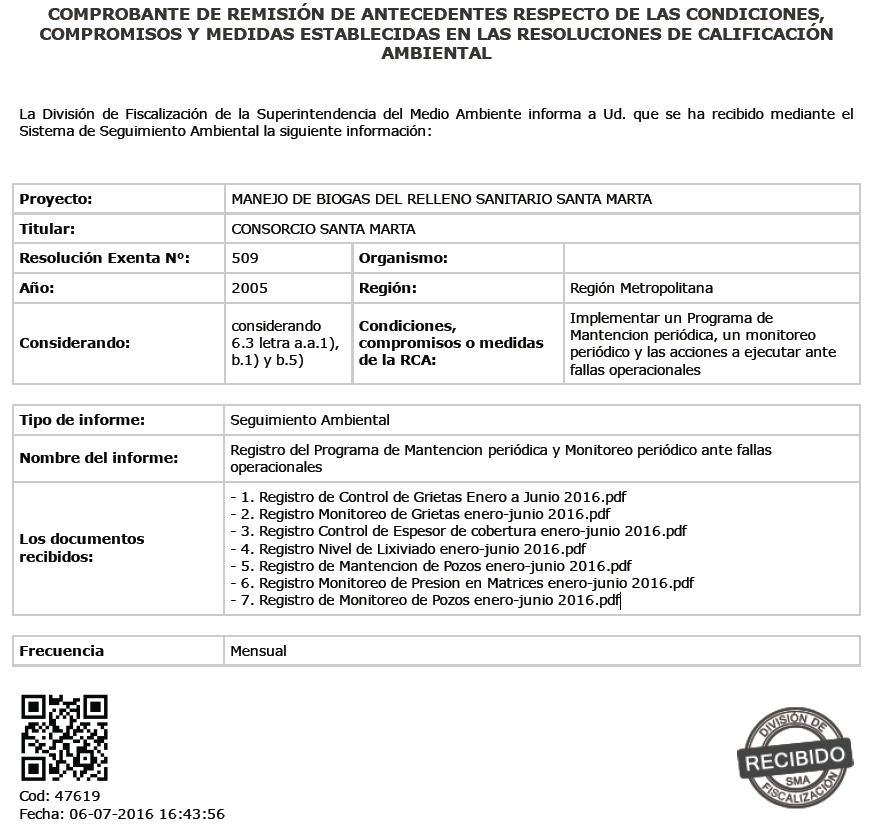 COMPROBANTE DE REMISIÓN DE ANTECEDENTES RESPECTO DE LAS CONDICIONES,
COMPROMISOS Y MEDIDAS ESTABLECIDAS EN LAS RESOLUCIONES DE CALIFICACIÓN
AMBIENTAL
La División de Fiscalización de la Superintendencia del Medio Ambiente informa a Ud. que se ha recibido mediante el
Sistema de Seguimiento Ambiental la siguiente información:
Proyecto: MANEJO DE BIOGAS DEL RELLENO SANITARIO SANTA MARTA
Titular: CONSORCIO SANTA MARTA
Resolución Exenta Nº: 509 Organismo:
Año: 2005 Región: Región Metropolitana
Considerando:
considerando
6.3 letra a.a.1),
b.1) y b.5)
Condiciones,
compromisos o medidas
de la RCA:
Implementar un Programa de
Mantencion periódica, un monitoreo
periódico y las acciones a ejecutar ante
fallas operacionales
Tipo de informe: Seguimiento Ambiental
Nombre del informe:
Registro del Programa de Mantencion periódica y Monitoreo periódico ante fallas
operacionales
Los documentos
recibidos:
- 1. Registro de Control de Grietas Enero a Junio 2016.pdf
- 2. Registro Monitoreo de Grietas enero-junio 2016.pdf
- 3. Registro Control de Espesor de cobertura enero-junio 2016.pdf
- 4. Registro Nivel de Lixiviado enero-junio 2016.pdf
- 5. Registro de Mantencion de Pozos enero-junio 2016.pdf
- 6. Registro Monitoreo de Presion en Matrices enero-junio 2016.pdf
- 7. Registro de Monitoreo de Pozos enero-junio 2016.pdf
Frecuencia Mensual
DIVISIÓN DE
RECIBIDO
SMA
FISCALIZACIÓN
Cod: 47619
Fecha: 06-07-2016 16:43:56